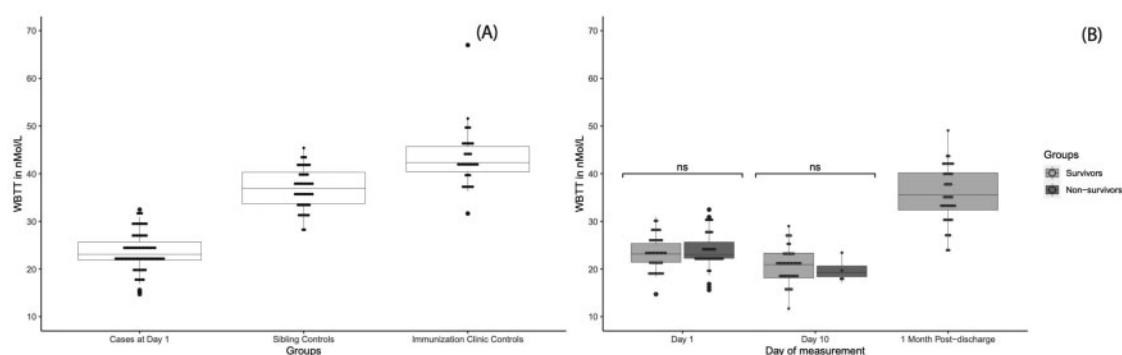 (A)
70
60
50
40
30
20
10
WBTT in nMol/L
Cases at Day 1
Sibling Controls
Immunization Clinic Controls
Groups
(B)
70
60
50
40
30
20
10
WBTT in nMol/L
ns
ns
Day 1
Day 10
1 Month Post-discharge
Day of measurement
Groups
Survivors
Non-survivors